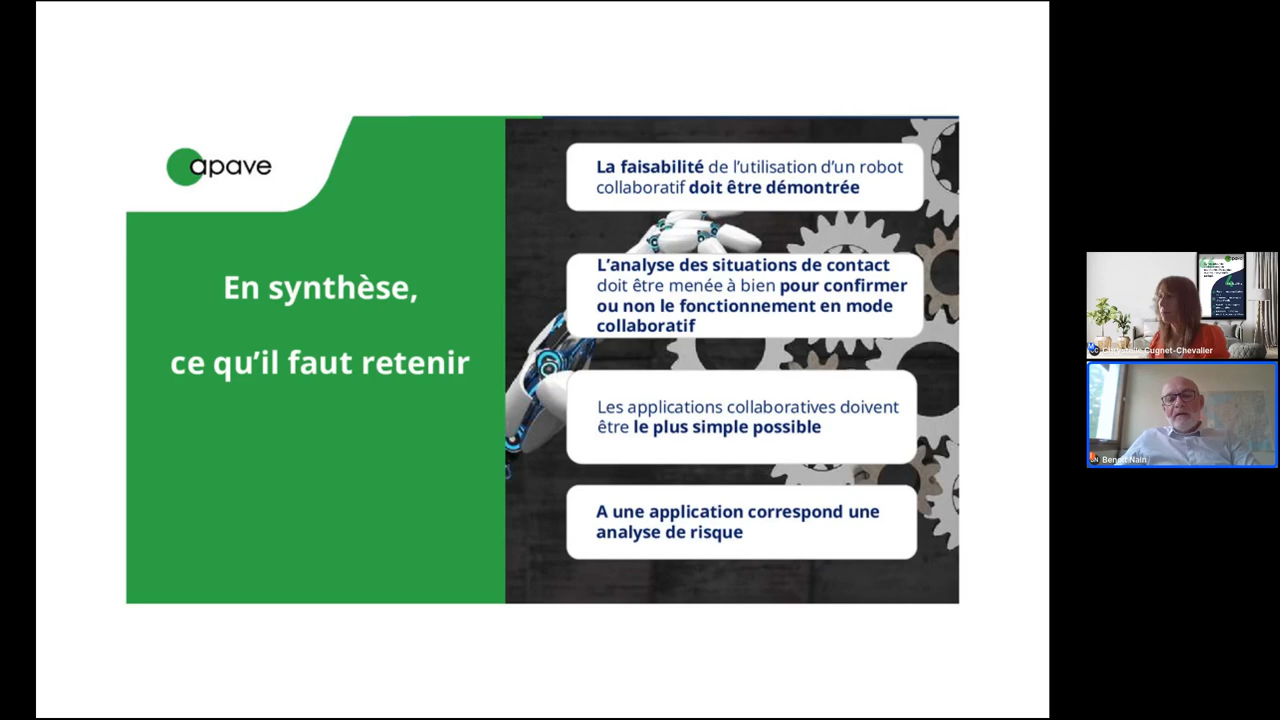 apave
En synthèse,
ce qu’il faut retenir
La faisabilité de l’utilisation d’un robot
collaboratif doit être démontrée
L’analyse des situations de contact
doit être menée à bien pour confirmer
ou non le fonctionnement en mode
collaboratif
Les applications collaboratives doivent
être le plus simple possible
A une application correspond une
analyse de risque
Cugnet-Chevalier
Benoit Nain